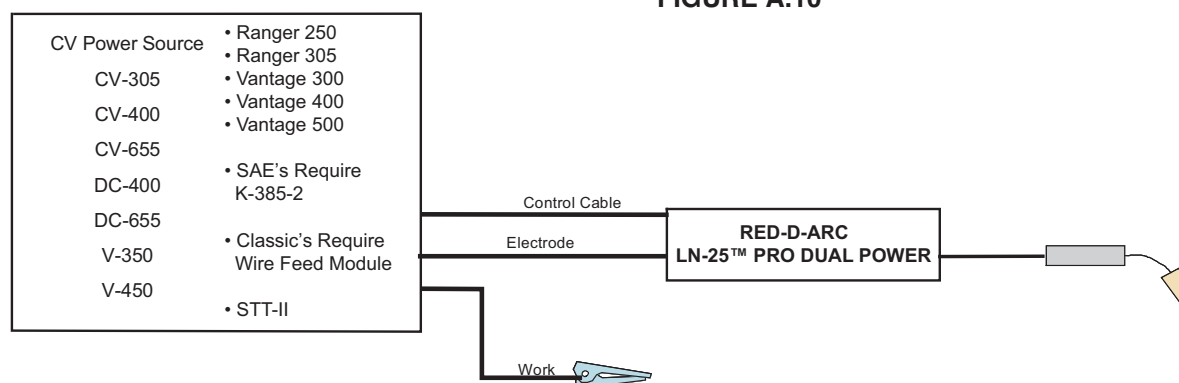 FIGURE A.10
CV Power Source
CV-305
CV-400
CV-655
DC-400
DC-655
V-350
V-450
• Ranger 250
• Ranger 305
• Vantage 300
• Vantage 400
• Vantage 500
• SAE's Require
K-385-2
• Classic's Require
Wire Feed Module
• STT-II
Control Cable
Electrode
Work
RED-D-ARC
LN-25™ PRO DUAL POWER